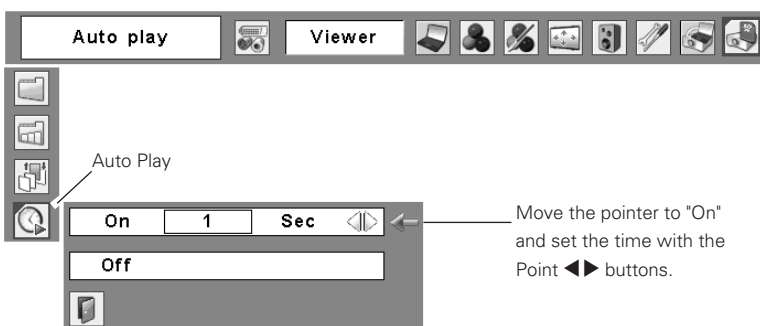 Auto play
Viewer
Auto Play
On 1 Sec
Off
Move the pointer to "On"
and set the time with the
Point ◀▶ buttons.